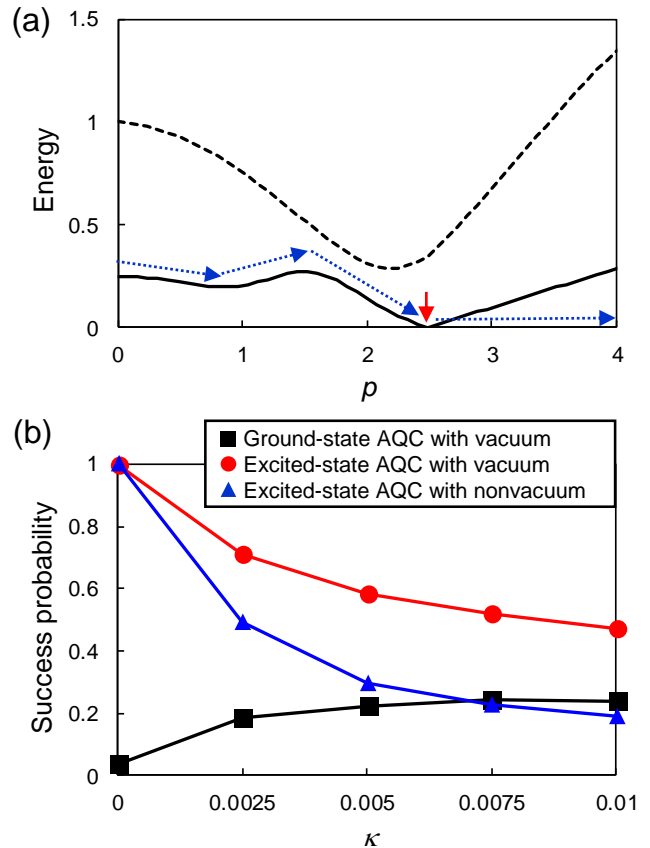 (a)
1.5
1
0.5
0
Energy
0 1 2 3 4
p
(b)
Ground-state AQC with vacuum
Excited-state AQC with vacuum
Excited-state AQC with nonvacuum
1
0.8
0.6
0.4
0.2
0
Success probability
0 0.0025 0.005 0.0075 0.01
κ